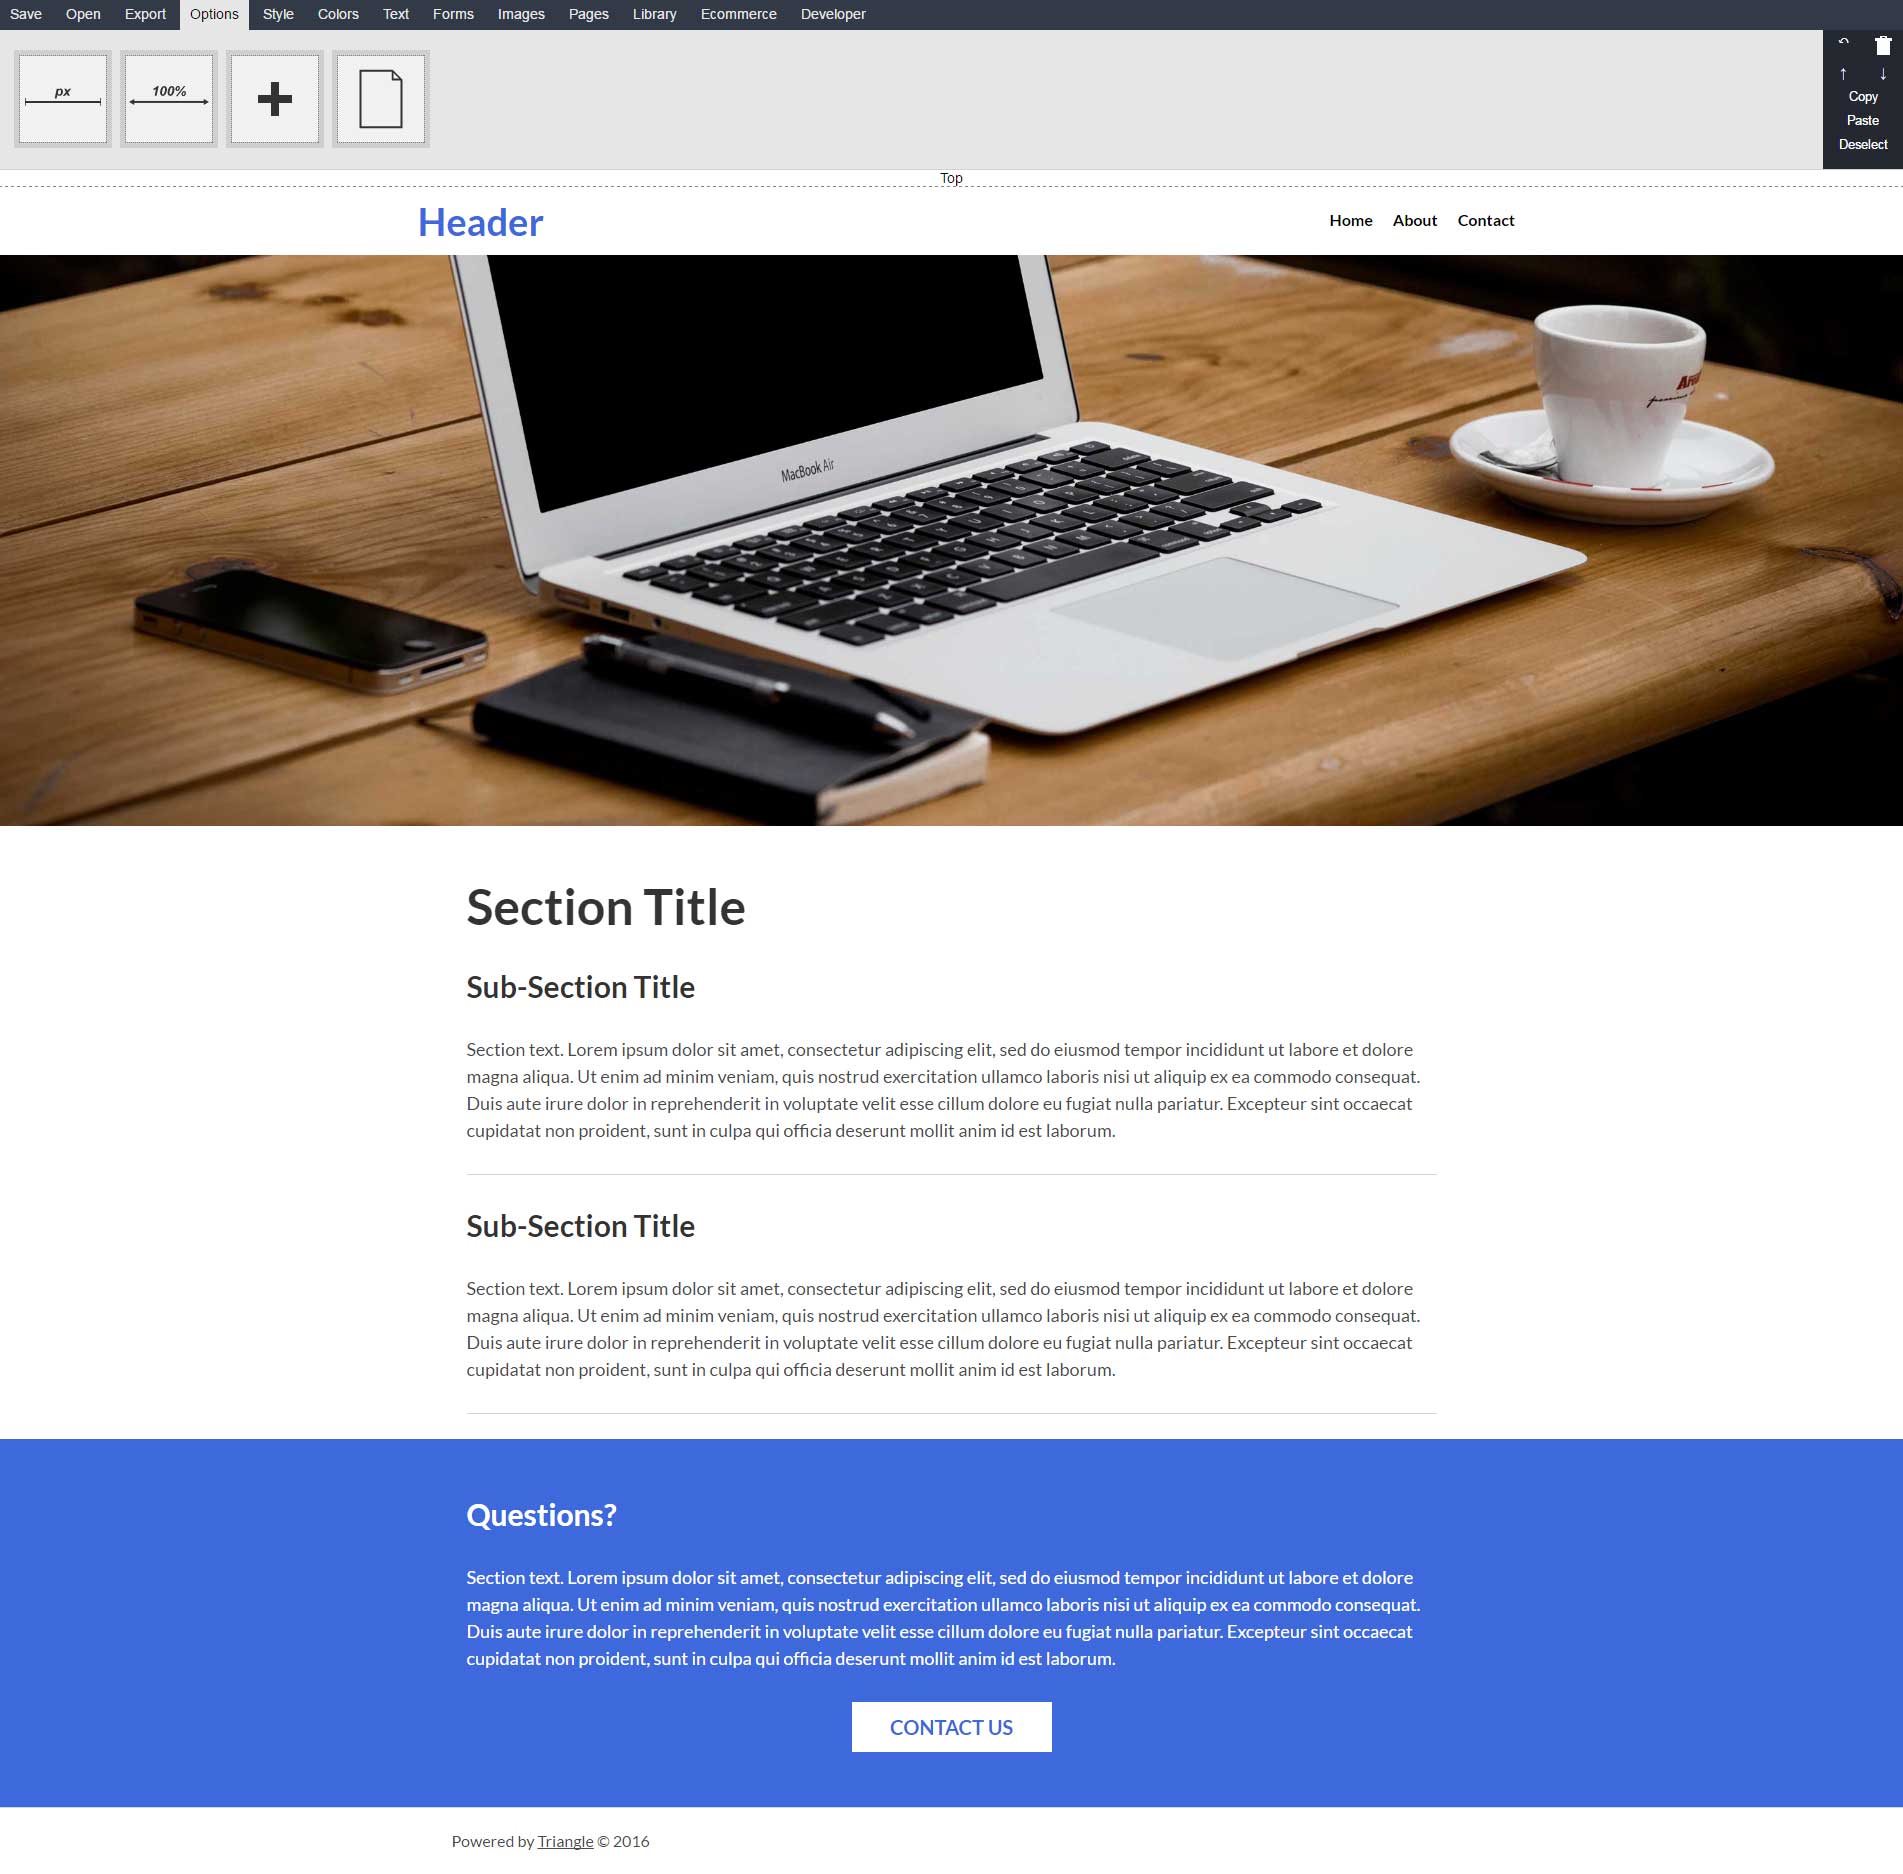 Save Open Export Options Style Colors Text Forms Images Pages Library Ecommerce Developer
px 100%
Copy
Paste
Deselect
Top
Header Home About Contact
MacBook Air
Section Title
Sub-Section Title
Section text. Lorem ipsum dolor sit amet, consectetur adipiscing elit, sed do eiusmod tempor incididunt ut labore et dolore
magna aliqua. Ut enim ad minim veniam, quis nostrud exercitation ullamco laboris nisi ut aliquip ex ea commodo consequat.
Duis aute irure dolor in reprehenderit in voluptate velit esse cillum dolore eu fugiat nulla pariatur. Excepteur sint occaecat
cupidatat non proident, sunt in culpa qui officia deserunt mollit anim id est laborum.
Sub-Section Title
Section text. Lorem ipsum dolor sit amet, consectetur adipiscing elit, sed do eiusmod tempor incididunt ut labore et dolore
magna aliqua. Ut enim ad minim veniam, quis nostrud exercitation ullamco laboris nisi ut aliquip ex ea commodo consequat.
Duis aute irure dolor in reprehenderit in voluptate velit esse cillum dolore eu fugiat nulla pariatur. Excepteur sint occaecat
cupidatat non proident, sunt in culpa qui officia deserunt mollit anim id est laborum.
Questions?
Section text. Lorem ipsum dolor sit amet, consectetur adipiscing elit, sed do eiusmod tempor incididunt ut labore et dolore
magna aliqua. Ut enim ad minim veniam, quis nostrud exercitation ullamco laboris nisi ut aliquip ex ea commodo consequat.
Duis aute irure dolor in reprehenderit in voluptate velit esse cillum dolore eu fugiat nulla pariatur. Excepteur sint occaecat
cupidatat non proident, sunt in culpa qui officia deserunt mollit anim id est laborum.
CONTACT US
Powered by Triangle © 2016